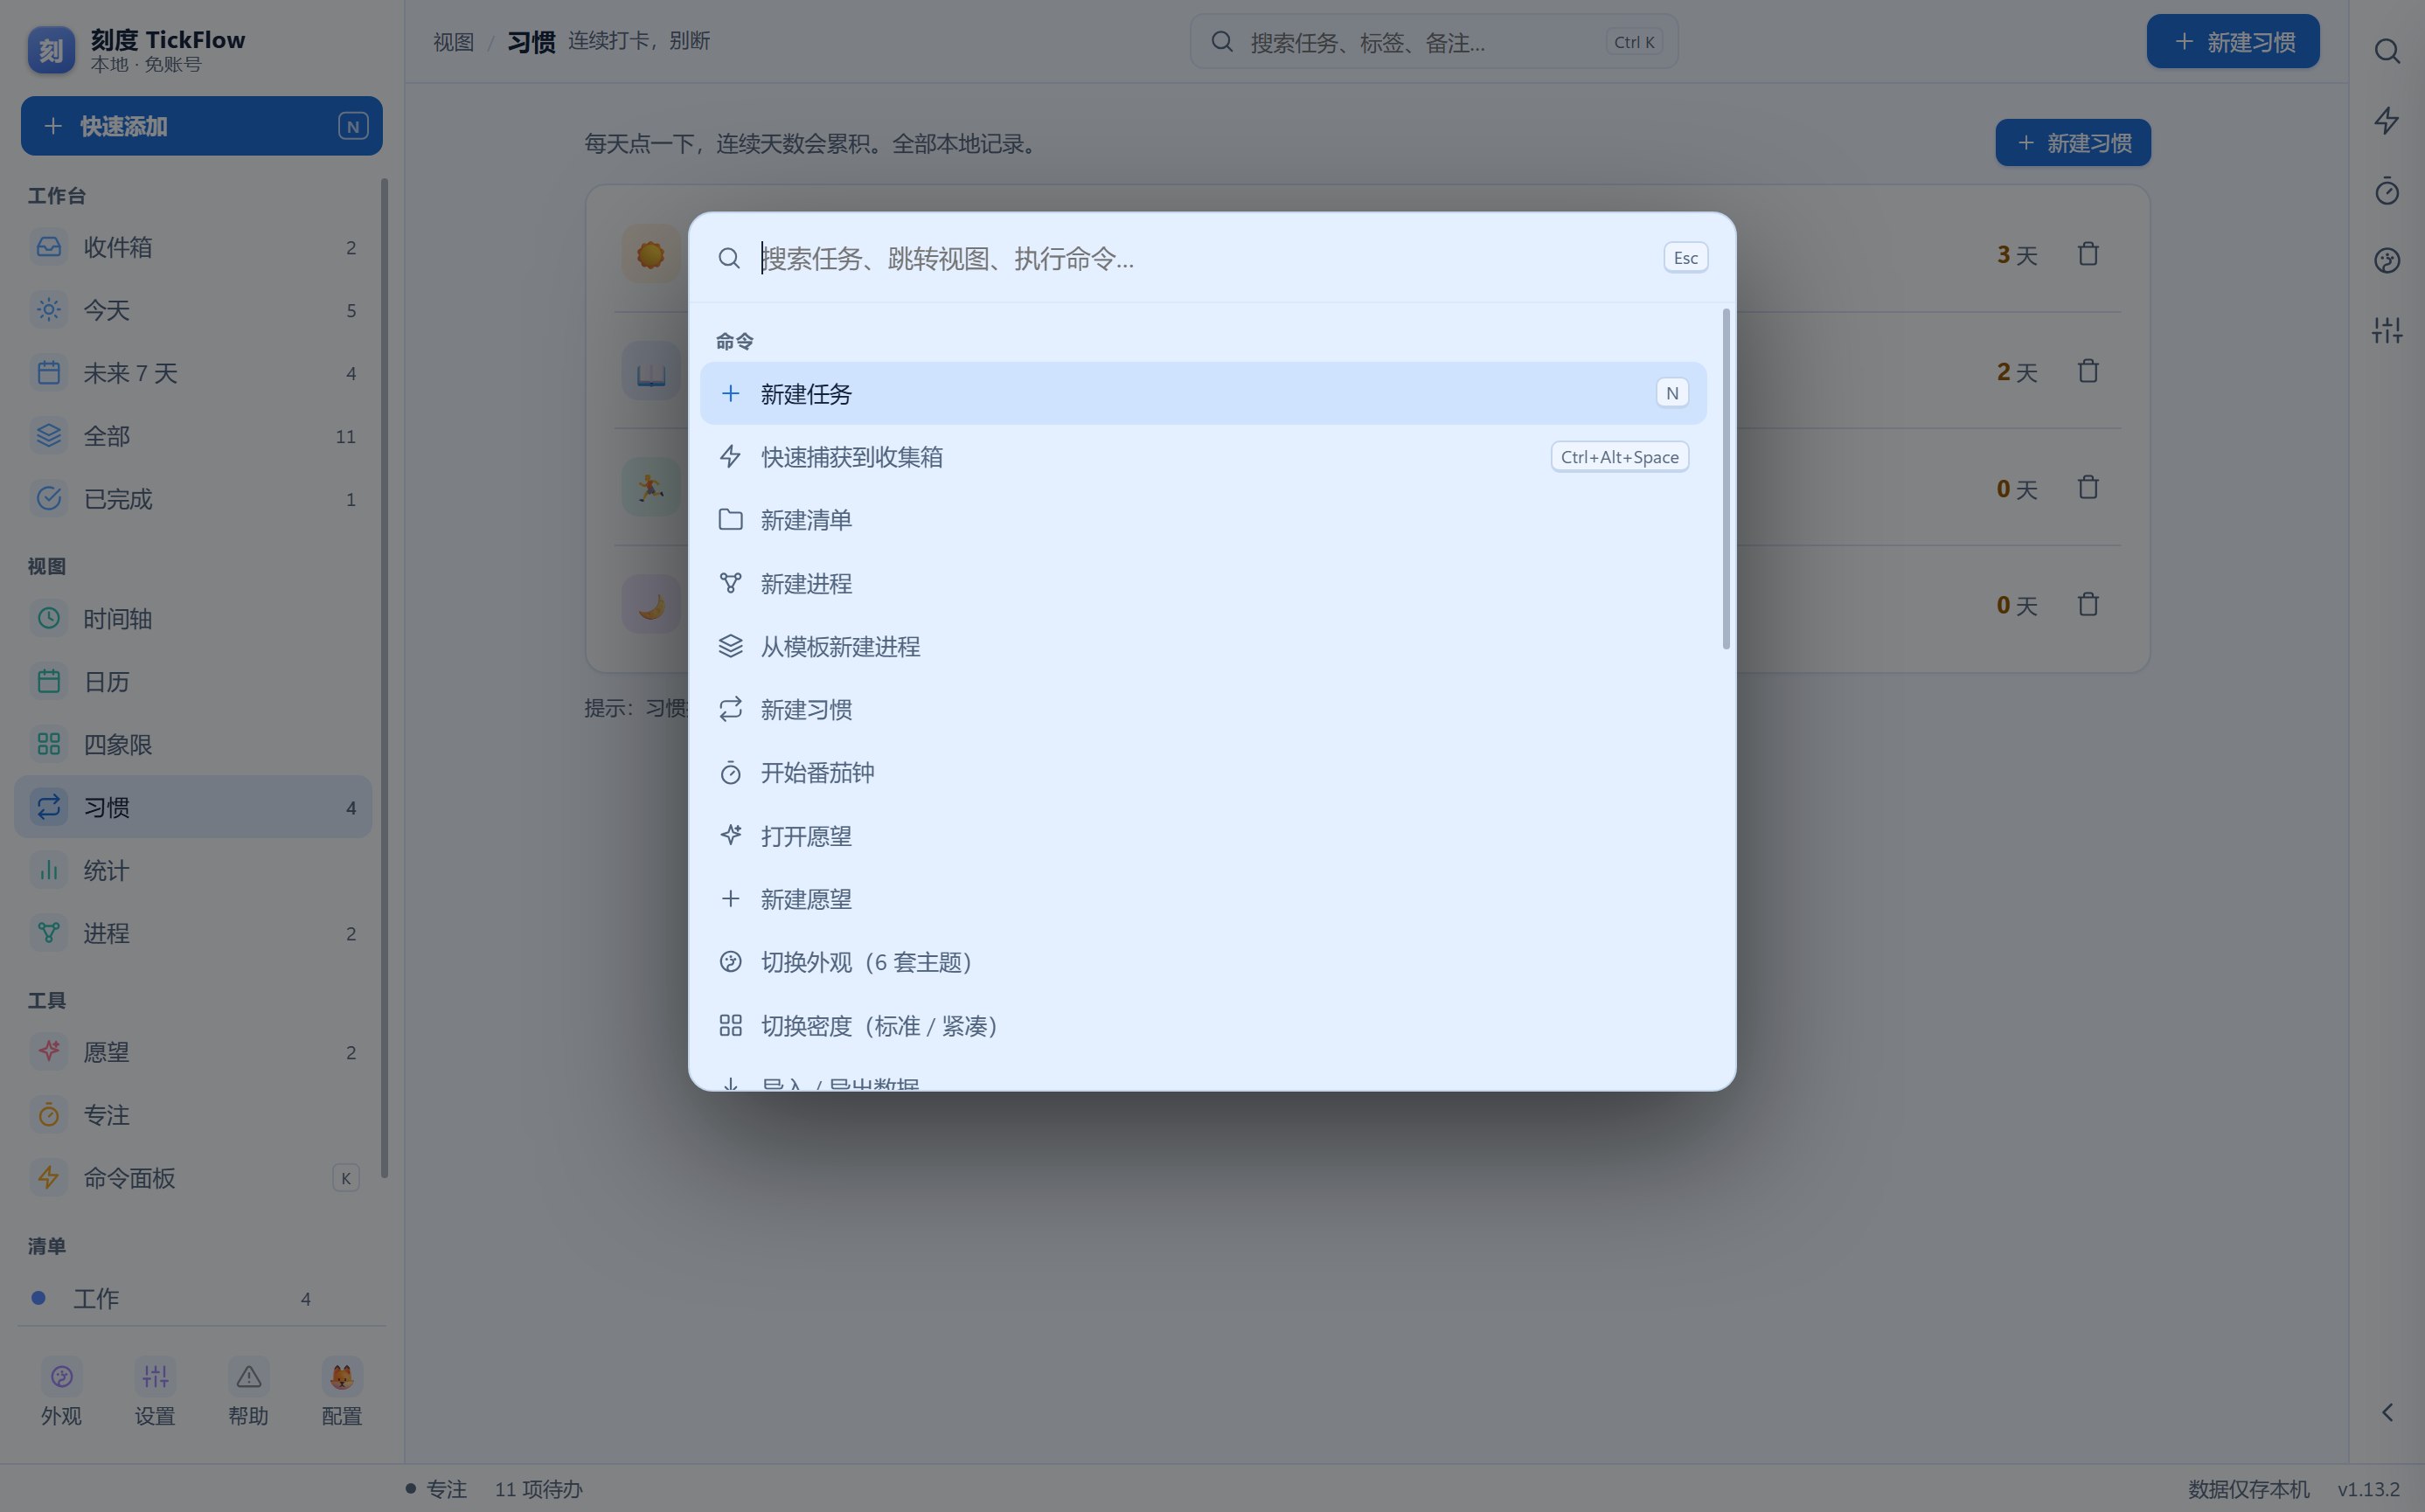 刻 刻度 TickFlow
本地 · 免账号
快速添加 N
工作台
收件箱 2
今天 5
未来 7 天 4
全部 11
已完成 1
视图
时间轴
日历
四象限
习惯 4
统计
进程 2
工具
愿望 2
专注
命令面板 K
清单
工作 4
外观 设置 帮助 配置
视图 / 习惯 连续打卡，别断
搜索任务、标签、备注... Ctrl K
新建习惯
每天点一下，连续天数会累积。全部本地记录。
新建习惯
3 天
2 天
0 天
0 天
提示：习惯
搜索任务、跳转视图、执行命令... Esc
命令
新建任务 N
快速捕获到收集箱 Ctrl+Alt+Space
新建清单
新建进程
从模板新建进程
新建习惯
开始番茄钟
打开愿望
新建愿望
切换外观（6 套主题）
切换密度（标准 / 紧凑）
导入 / 导出数据
专注 11 项待办
数据仅存本机 v1.13.2